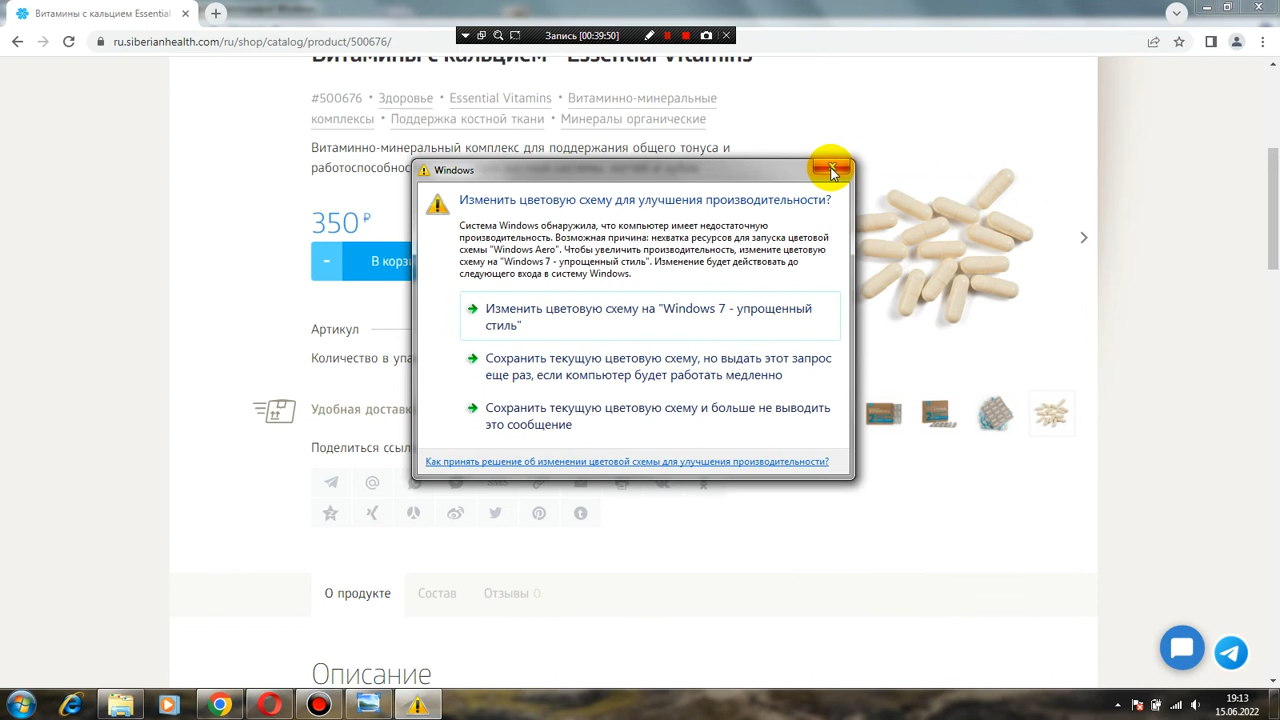 Витамины с кальцием Essential
ru.siberianhealth.com/ru/shop/catalog/product/500676/
Запись [00:39:50]
Витамины с кальцием - Essential Vitamins
#500676 • Здоровье • Essential Vitamins • Витаминно-минеральные
комплексы • Поддержка костной ткани • Минералы органические
Витаминно-минеральный комплекс для поддержания общего тонуса и
работоспособнос
350 ₽
- В корзи
Артикул
Количество в упа
Удобная доставк
Поделиться ссыл
Windows
Изменить цветовую схему для улучшения производительности?
Система Windows обнаружила, что компьютер имеет недостаточную
производительность. Возможная причина: нехватка ресурсов для запуска цветовой
схемы "Windows Aero". Чтобы увеличить производительность, измените цветовую
схему на "Windows 7 - упрощенный стиль". Изменение будет действовать до
следующего входа в систему Windows.
Изменить цветовую схему на "Windows 7 - упрощенный
стиль"
Сохранить текущую цветовую схему, но выдать этот запрос
еще раз, если компьютер будет работать медленно
Сохранить текущую цветовую схему и больше не выводить
это сообщение
Как принять решение об изменении цветовой схемы для улучшения производительности?
О продукте Состав Отзывы 0
Описание
19:13
15.06.2022